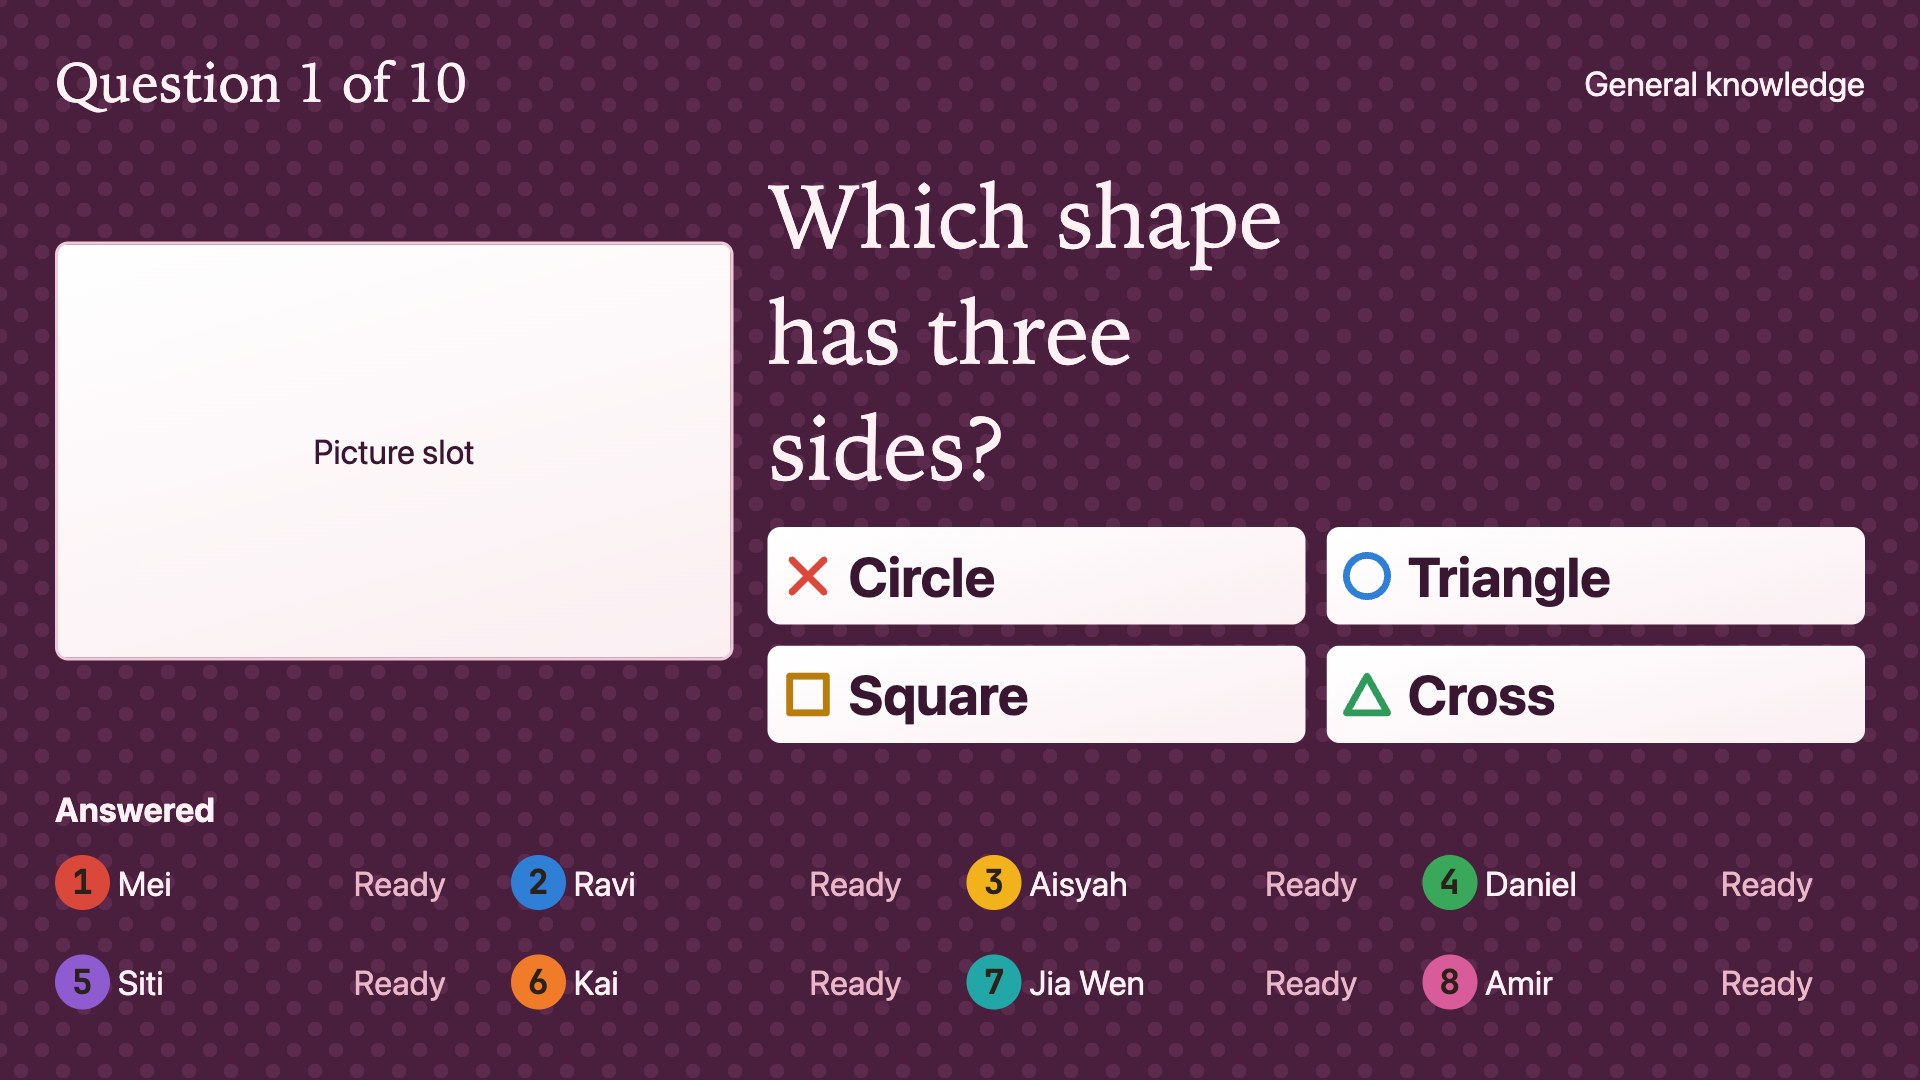 Question 1 of 10
General knowledge
Picture slot
Which shape
has three
sides?
Circle
Triangle
Square
Cross
Answered
1 Mei Ready
2 Ravi Ready
3 Aisyah Ready
4 Daniel Ready
5 Siti Ready
6 Kai Ready
7 Jia Wen Ready
8 Amir Ready